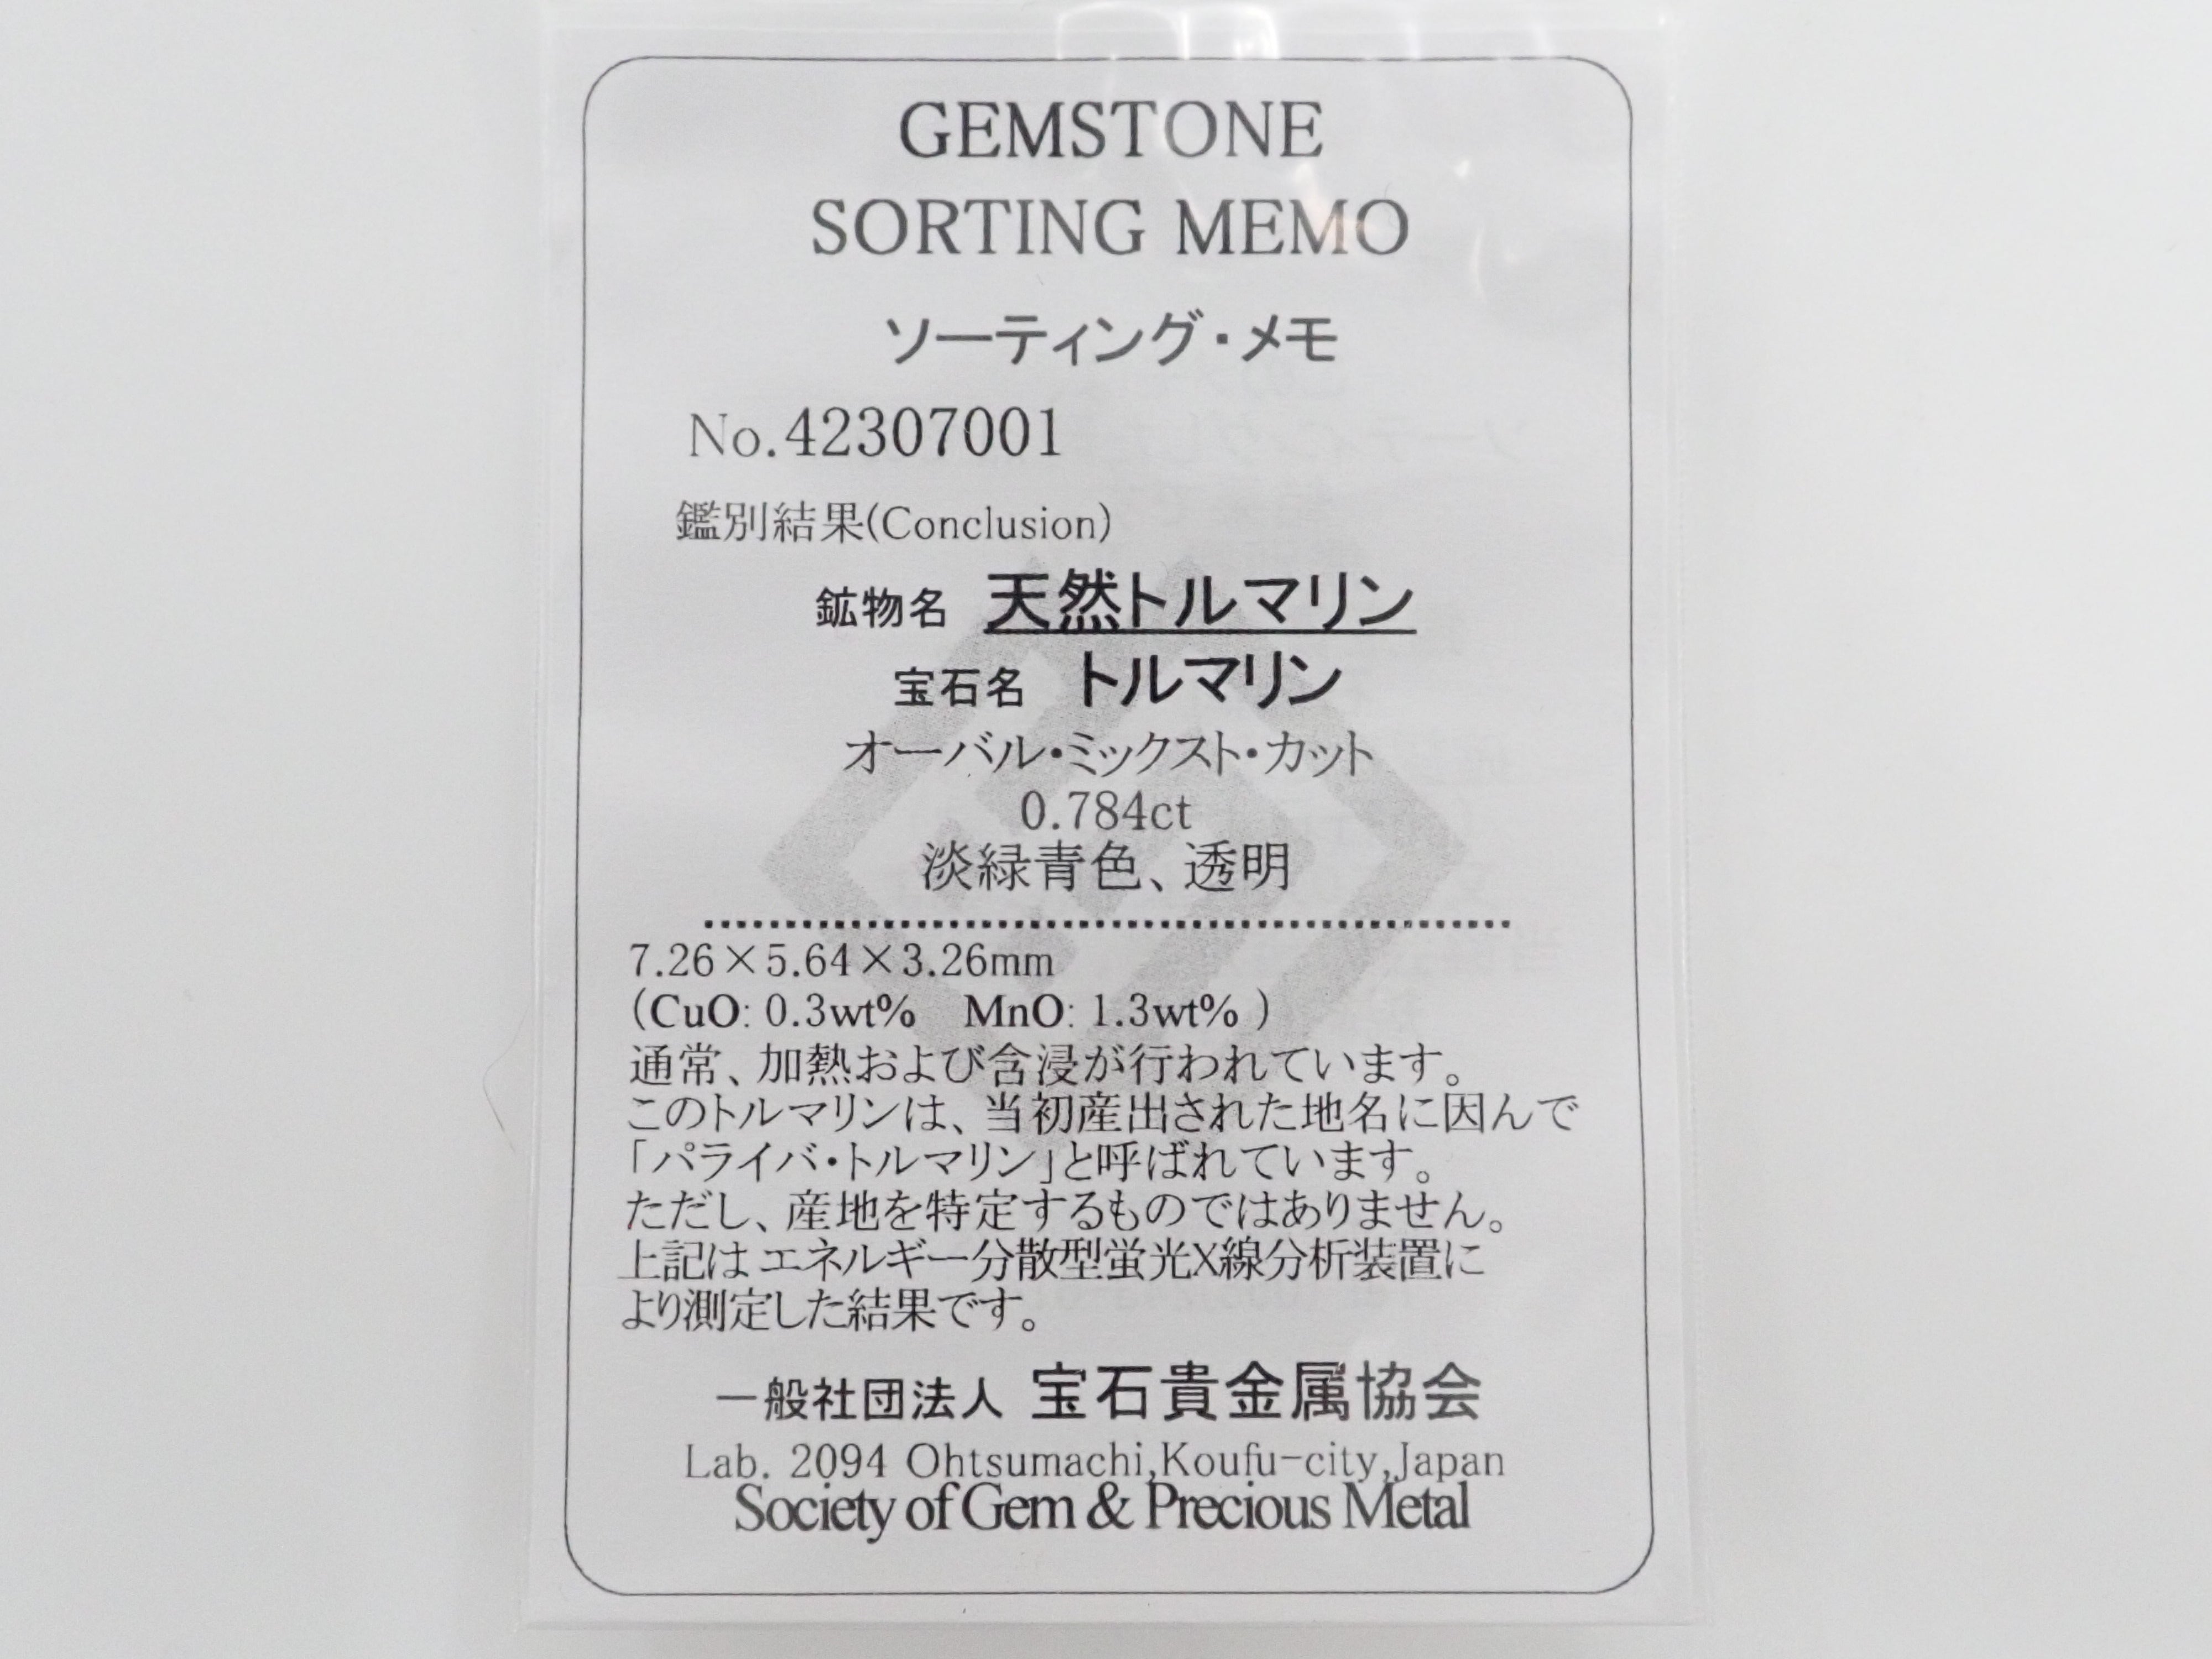 GEMSTONE
SORTING MEMO
ソーティング・メモ
No.42307001
鑑別結果(Conclusion)
鉱物名 天然トルマリン
宝石名 トルマリン
オーバル・ミックスト・カット
0.784ct
淡緑青色、透明
7.26×5.64×3.26mm
(CuO: 0.3wt% MnO: 1.3wt% )
通常、加熱および含浸が行われています。
このトルマリンは、当初産出された地名に因んで
「パライバ・トルマリン」と呼ばれています。
ただし、産地を特定するものではありません。
上記はエネルギー分散型蛍光X線分析装置に
より測定した結果です。
一般社団法人 宝石貴金属協会
Lab. 2094 Ohtsumachi,Koufu-city,Japan
Society of Gem & Precious Metal